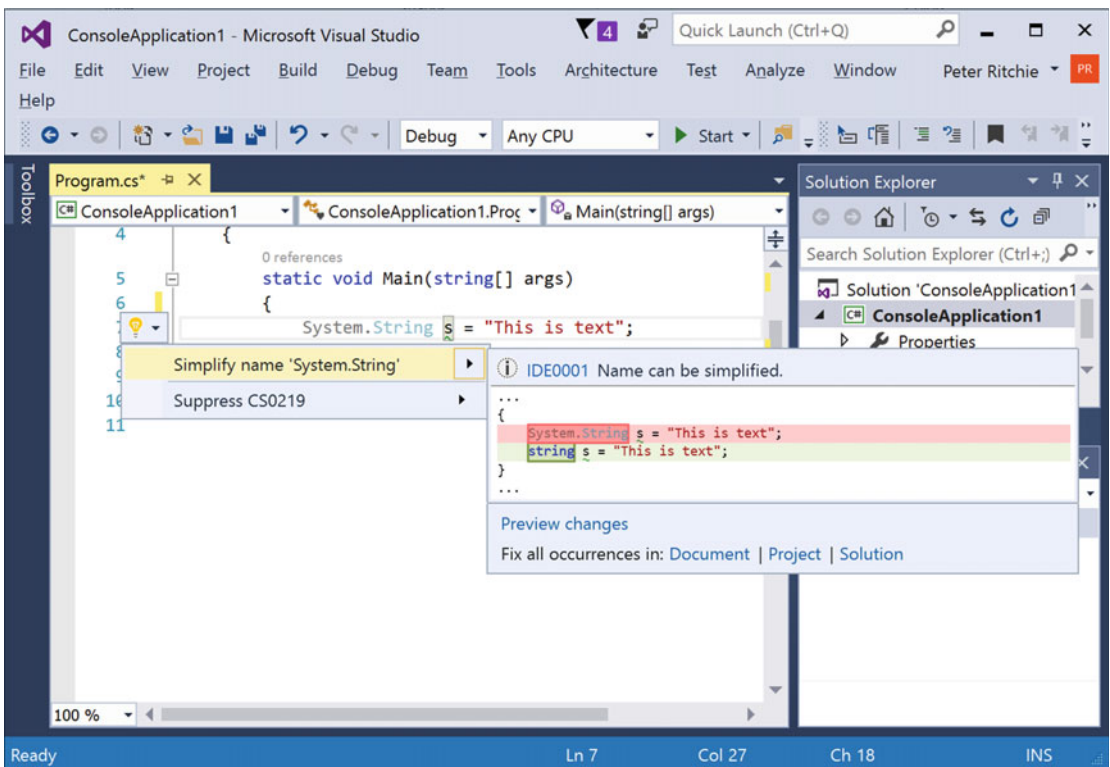 ConsoleApplication1 - Microsoft Visual Studio
4
Quick Launch (Ctrl+Q)
File Edit View Project Build Debug Team Tools Architecture Test Analyze Window Peter Ritchie PR
Help
Debug Any CPU Start
Toolbox
Program.cs*
Solution Explorer
C# ConsoleApplication1 ConsoleApplication1.Prog Main(string[] args)
Search Solution Explorer (Ctrl+;)
4 {
0 references
5 static void Main(string[] args)
6 {
System.String s = "This is text";
Solution 'ConsoleApplication1
C# ConsoleApplication1
Properties
Simplify name 'System.String'
Suppress CS0219
11
IDE0001 Name can be simplified.
...
{
System.String s = "This is text";
string s = "This is text";
}
...
Preview changes
Fix all occurrences in: Document | Project | Solution
100 %
Ready Ln 7 Col 27 Ch 18 INS